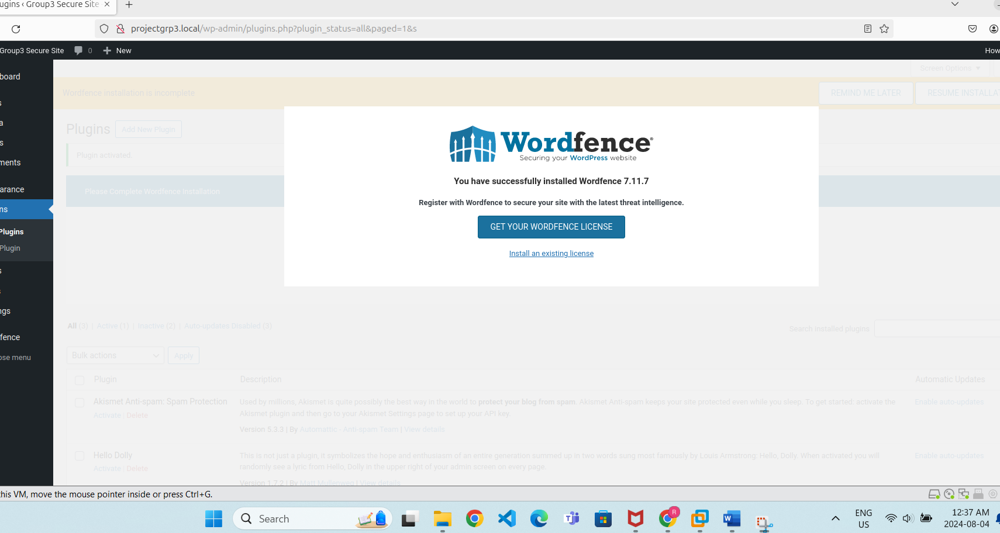 ugins ‹ Group3 Secure Site
projectgrp3.local/wp-admin/plugins.php?plugin_status=all&paged=1&s
Group3 Secure Site 0 New How
board
s
a
s
ments
arance
ns
Plugins
Plugin
s
s
ngs
fence
ose menu
Screen Options
Wordfence installation is incomplete REMIND ME LATER RESUME INSTALLAT
Plugins Add New Plugin
Plugin activated.
Please Complete Wordfence Installation
Wordfence®
Securing your WordPress website
You have successfully installed Wordfence 7.11.7
Register with Wordfence to secure your site with the latest threat intelligence.
GET YOUR WORDFENCE LICENSE
Install an existing license
All (3) | Active (1) | Inactive (2) | Auto-updates Disabled (3)
Search installed plugins
Bulk actions Apply
Plugin Description Automatic Updates
Akismet Anti-spam: Spam Protection
Activate | Delete
Used by millions, Akismet is quite possibly the best way in the world to protect your blog from spam. Akismet Anti-spam keeps your site protected even while you sleep. To get started: activate the
Akismet plugin and then go to your Akismet Settings page to set up your API key.
Version 5.3.3 | By Automattic - Anti-spam Team | View details
Enable auto-updates
Hello Dolly
Activate | Delete
This is not just a plugin, it symbolizes the hope and enthusiasm of an entire generation summed up in two words sung most famously by Louis Armstrong: Hello, Dolly. When activated you will
randomly see a lyric from Hello, Dolly in the upper right of your admin screen on every page.
Version 1.7.2 | By Matt Mullenweg | View details
Enable auto-updates
this VM, move the mouse pointer inside or press Ctrl+G.
Search
R
W
ENG
US
12:37 AM
2024-08-04